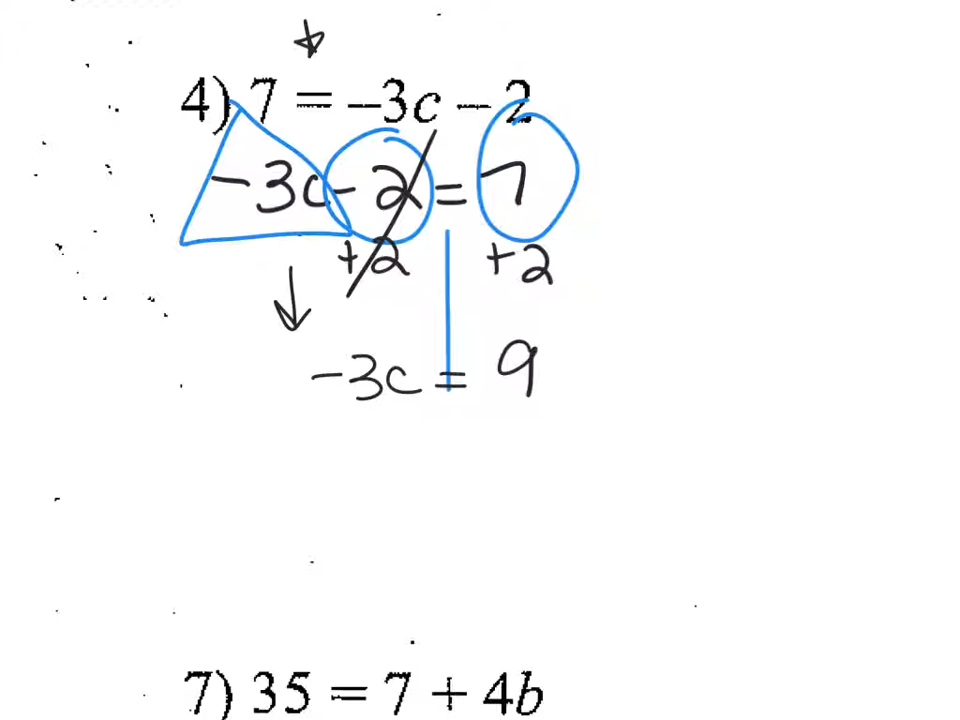 4) 7 = −3c − 2
-3c - 2 = 7
+2 +2
-3c = 9
7) 35 = 7 + 4b